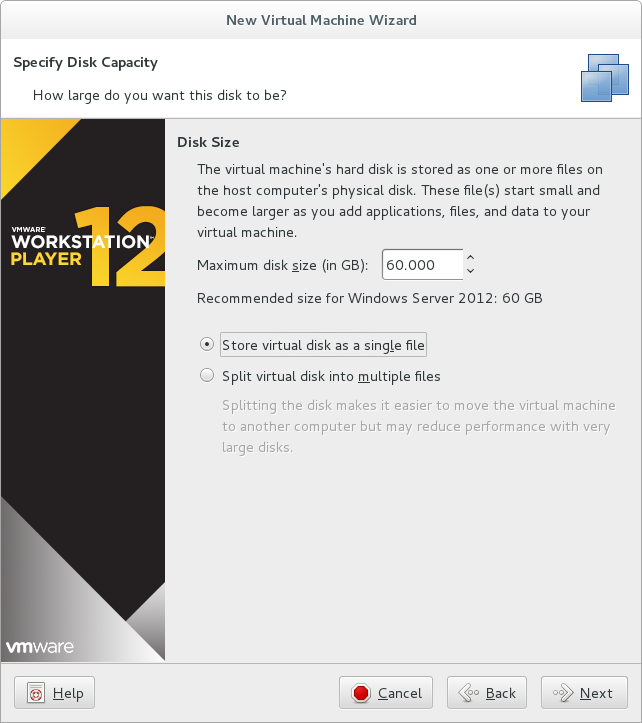 New Virtual Machine Wizard
Specify Disk Capacity
How large do you want this disk to be?
VMWARE
WORKSTATION™
PLAYER
12
vmware
Disk Size
The virtual machine's hard disk is stored as one or more files on
the host computer's physical disk. These file(s) start small and
become larger as you add applications, files, and data to your
virtual machine.
Maximum disk size (in GB): 60.000
Recommended size for Windows Server 2012: 60 GB
Store virtual disk as a single file
Split virtual disk into multiple files
Splitting the disk makes it easier to move the virtual machine
to another computer but may reduce performance with very
large disks.
Help Cancel Back Next